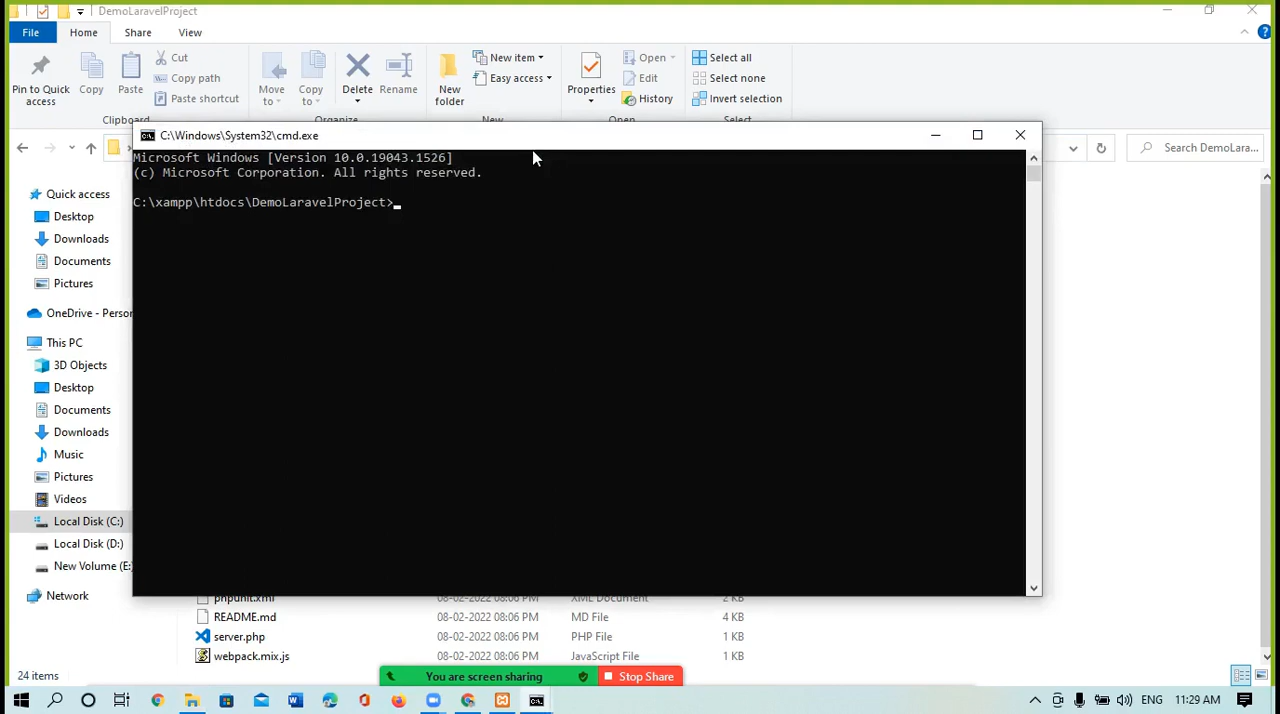 DemoLaravelProject
File
Home
Share
View
Pin to Quick access
Copy
Paste
Cut
Copy path
Paste shortcut
Clipboard
Move to
Copy to
Delete
Rename
Organize
New folder
New item
Easy access
New
Properties
Open
Edit
History
Open
Select all
Select none
Invert selection
Select
Search DemoLara...
C:\Windows\System32\cmd.exe
Microsoft Windows [Version 10.0.19043.1526]
(c) Microsoft Corporation. All rights reserved.
C:\xampp\htdocs\DemoLaravelProject>
Quick access
Desktop
Downloads
Documents
Pictures
OneDrive - Person
This PC
3D Objects
Desktop
Documents
Downloads
Music
Pictures
Videos
Local Disk (C:)
Local Disk (D:)
New Volume (E:
Network
phpunit.xml 08-02-2022 08:06 PM XML Document 2 KB
README.md 08-02-2022 08:06 PM MD File 4 KB
server.php 08-02-2022 08:06 PM PHP File 1 KB
webpack.mix.js 08-02-2022 08:06 PM JavaScript File 1 KB
24 items
You are screen sharing
Stop Share
ENG
11:29 AM